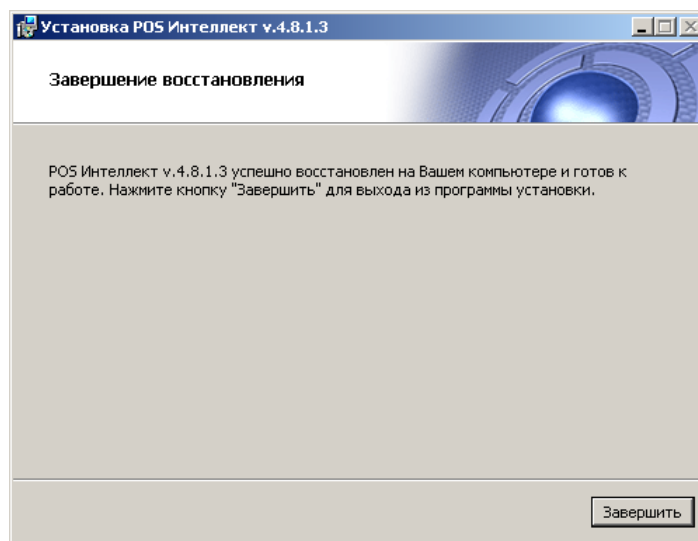 Установка POS Интеллект v.4.8.1.3
Завершение восстановления
POS Интеллект v.4.8.1.3 успешно восстановлен на Вашем компьютере и готов к
работе. Нажмите кнопку "Завершить" для выхода из программы установки.
Завершить